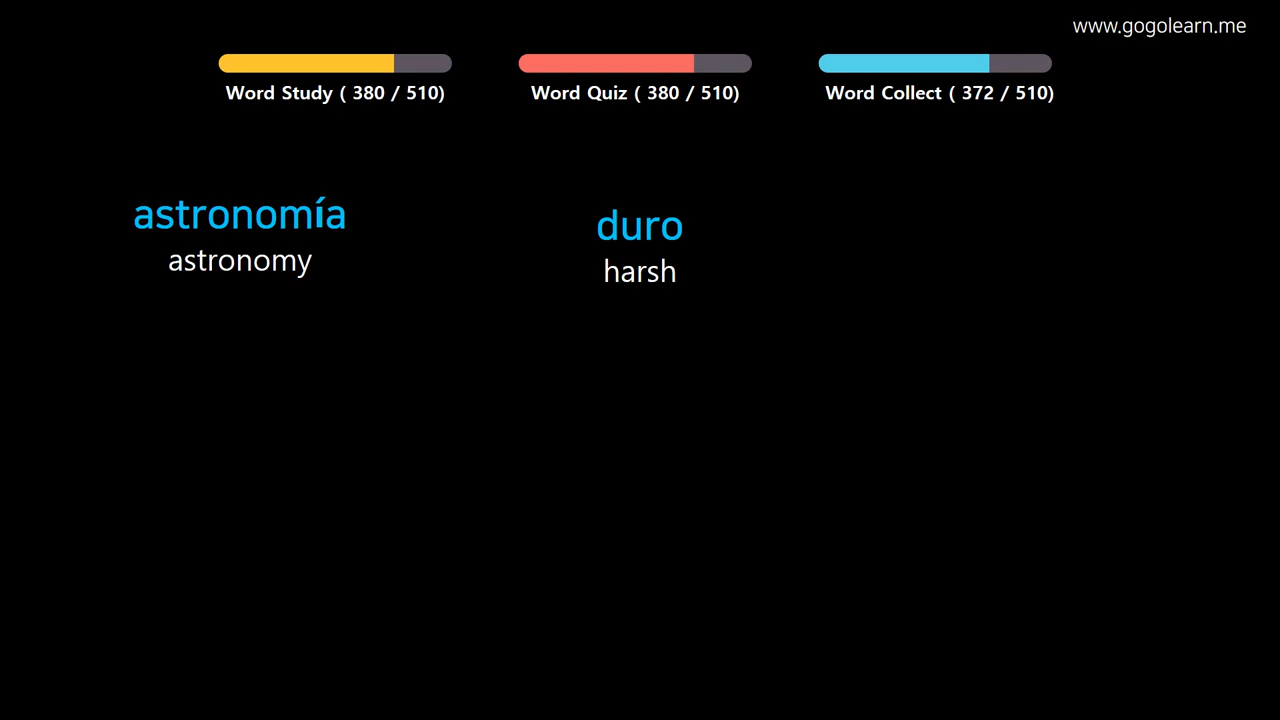 www.gogolearn.me
Word Study ( 380 / 510)
Word Quiz ( 380 / 510)
Word Collect ( 372 / 510)
astronomía
astronomy
duro
harsh